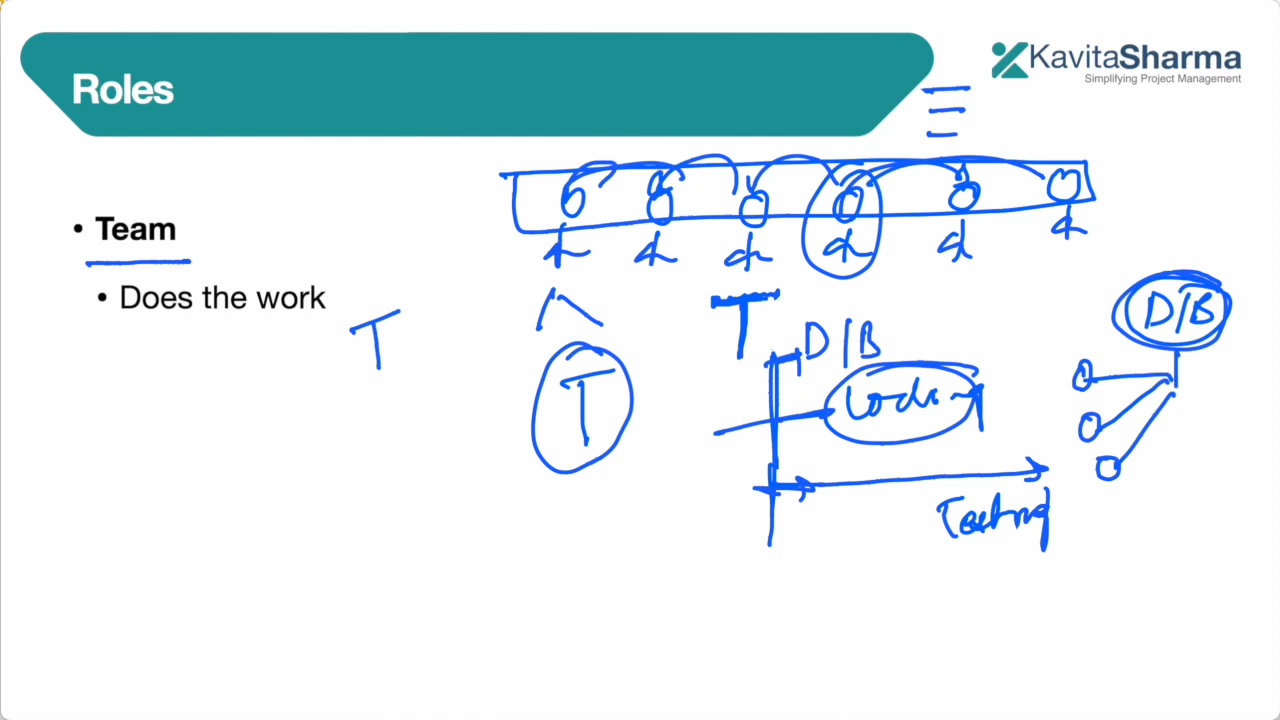 Roles
KavitaSharma
Simplifying Project Management
• Team
• Does the work
T
T
T
D/B
Coding
Testing
D/B